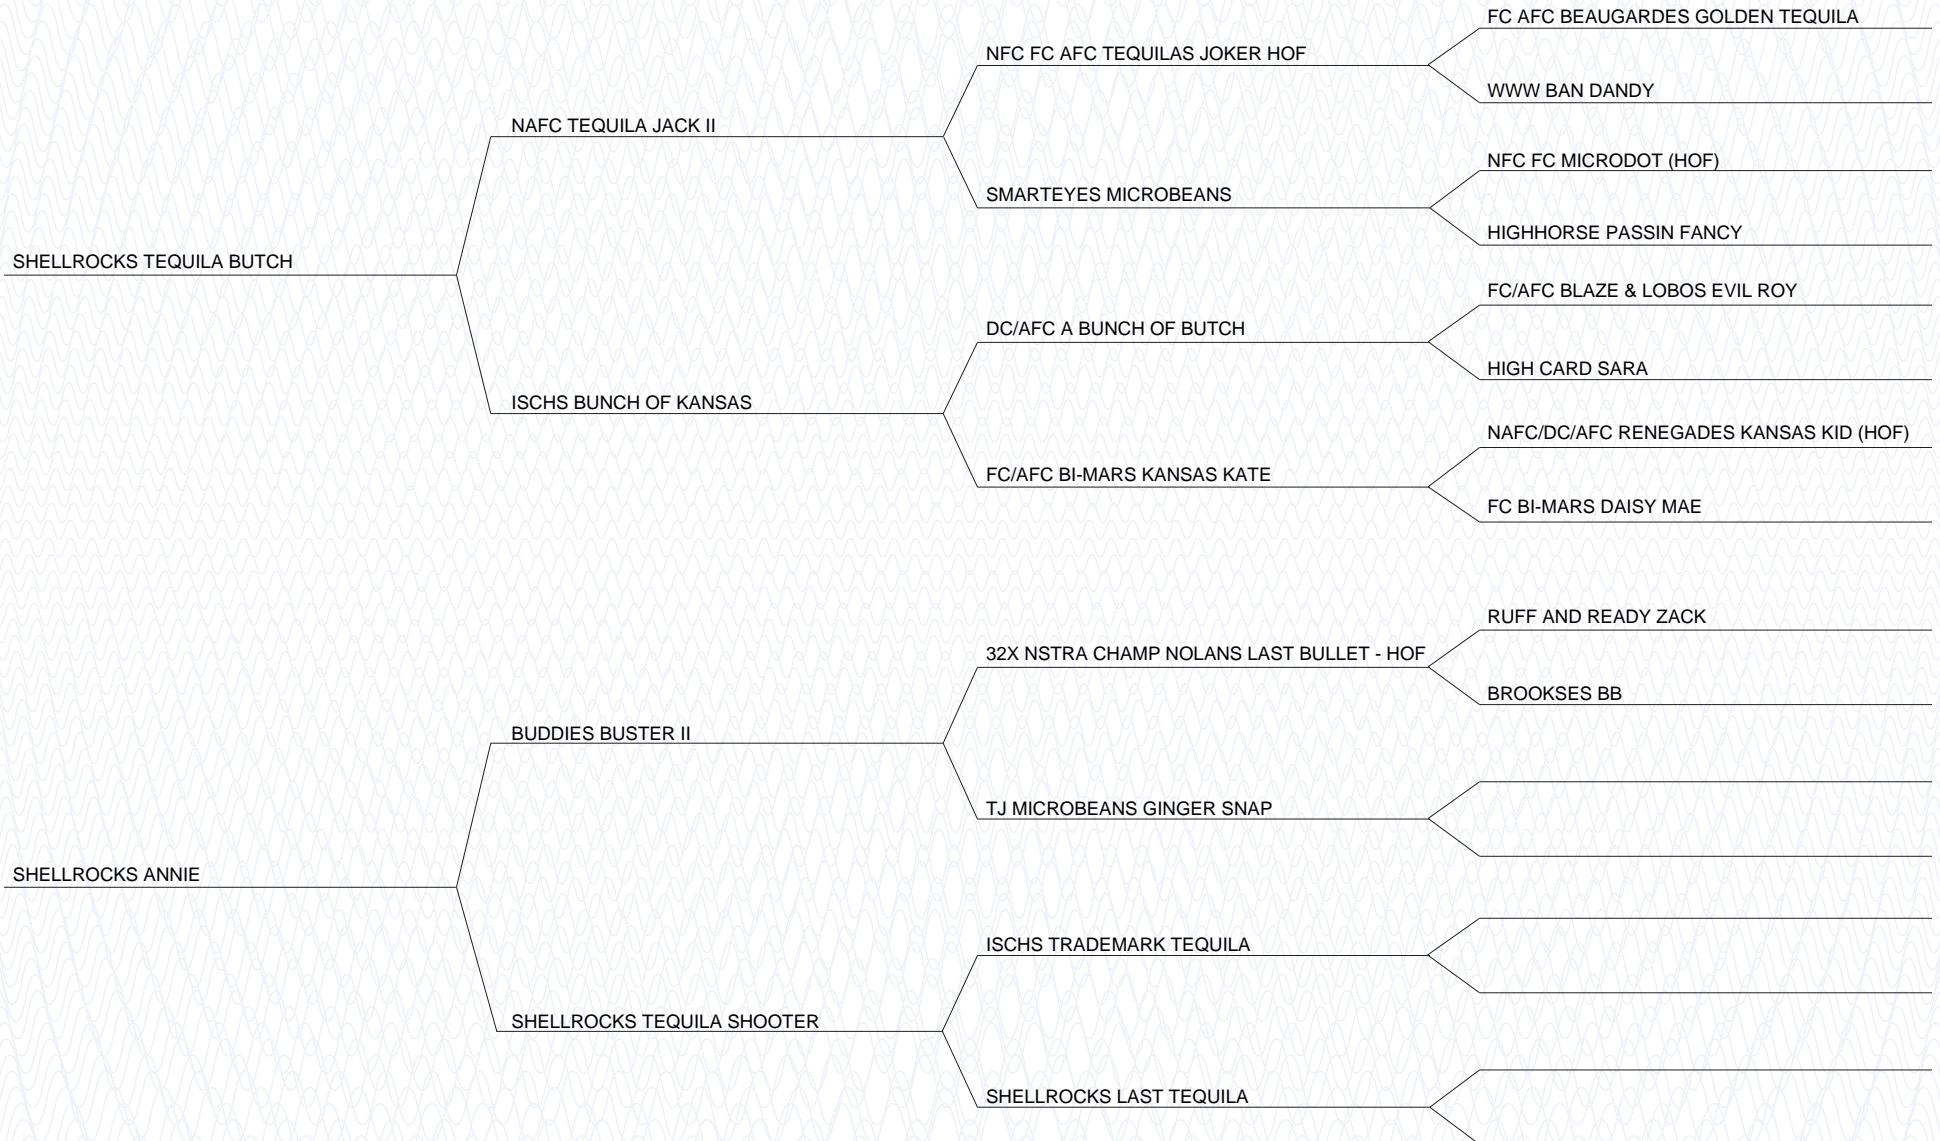 FC AFC BEAUGARDES GOLDEN TEQUILA
NFC FC AFC TEQUILAS JOKER HOF
WWW BAN DANDY
NAFC TEQUILA JACK II
NFC FC MICRODOT (HOF)
SMARTEYES MICROBEANS
HIGHHORSE PASSIN FANCY
SHELLROCKS TEQUILA BUTCH
FC/AFC BLAZE & LOBOS EVIL ROY
DC/AFC A BUNCH OF BUTCH
HIGH CARD SARA
ISCHS BUNCH OF KANSAS
NAFC/DC/AFC RENEGADES KANSAS KID (HOF)
FC/AFC BI-MARS KANSAS KATE
FC BI-MARS DAISY MAE
RUFF AND READY ZACK
32X NSTRA CHAMP NOLANS LAST BULLET - HOF
BROOKSES BB
BUDDIES BUSTER II
TJ MICROBEANS GINGER SNAP
SHELLROCKS ANNIE
ISCHS TRADEMARK TEQUILA
SHELLROCKS TEQUILA SHOOTER
SHELLROCKS LAST TEQUILA